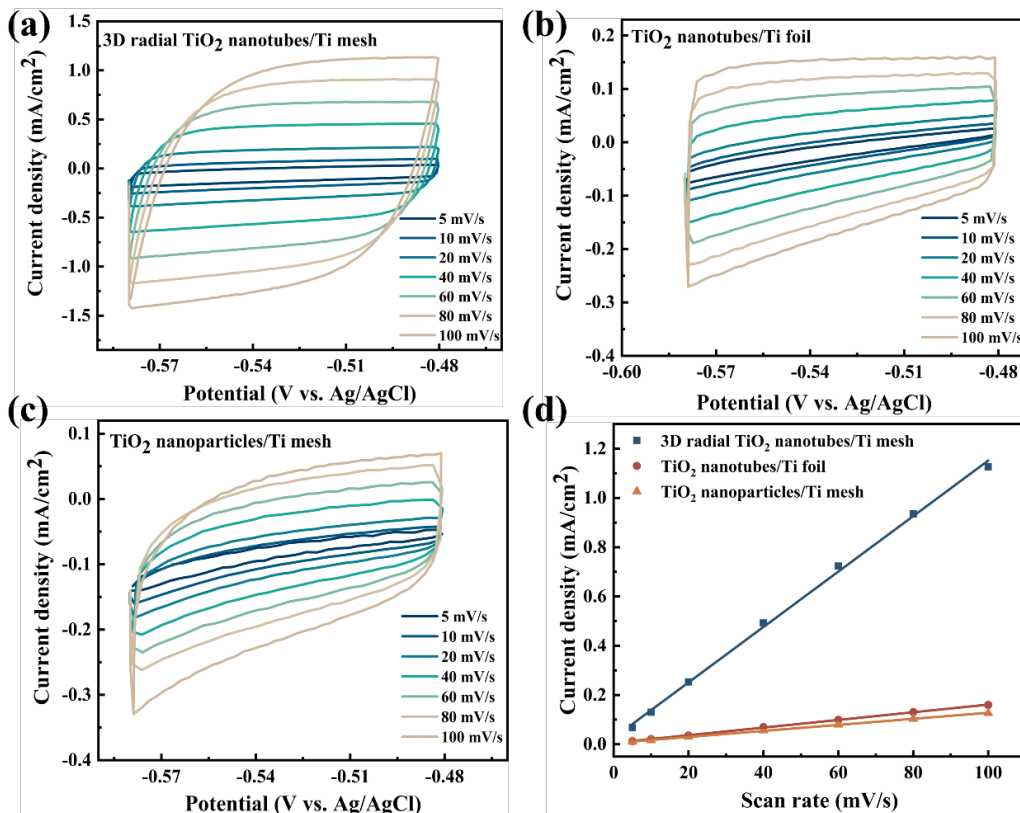 (a)
3D radial TiO2 nanotubes/Ti mesh
Current density (mA/cm2)
1.5
1.0
0.5
0.0
-0.5
-1.0
-1.5
5 mV/s
10 mV/s
20 mV/s
40 mV/s
60 mV/s
80 mV/s
100 mV/s
-0.57
-0.54
-0.51
-0.48
Potential (V vs. Ag/AgCl)
(b)
TiO2 nanotubes/Ti foil
Current density (mA/cm2)
0.2
0.1
0.0
-0.1
-0.2
-0.3
-0.4
5 mV/s
10 mV/s
20 mV/s
40 mV/s
60 mV/s
80 mV/s
100 mV/s
-0.60
-0.57
-0.54
-0.51
-0.48
Potential (V vs. Ag/AgCl)
(c)
TiO2 nanoparticles/Ti mesh
Current density (mA/cm2)
0.1
0.0
-0.1
-0.2
-0.3
-0.4
5 mV/s
10 mV/s
20 mV/s
40 mV/s
60 mV/s
80 mV/s
100 mV/s
-0.57
-0.54
-0.51
-0.48
Potential (V vs. Ag/AgCl)
(d)
3D radial TiO2 nanotubes/Ti mesh
TiO2 nanotubes/Ti foil
TiO2 nanoparticles/Ti mesh
Current density (mA/cm2)
1.2
1.0
0.8
0.6
0.4
0.2
0.0
0
20
40
60
80
100
Scan rate (mV/s)